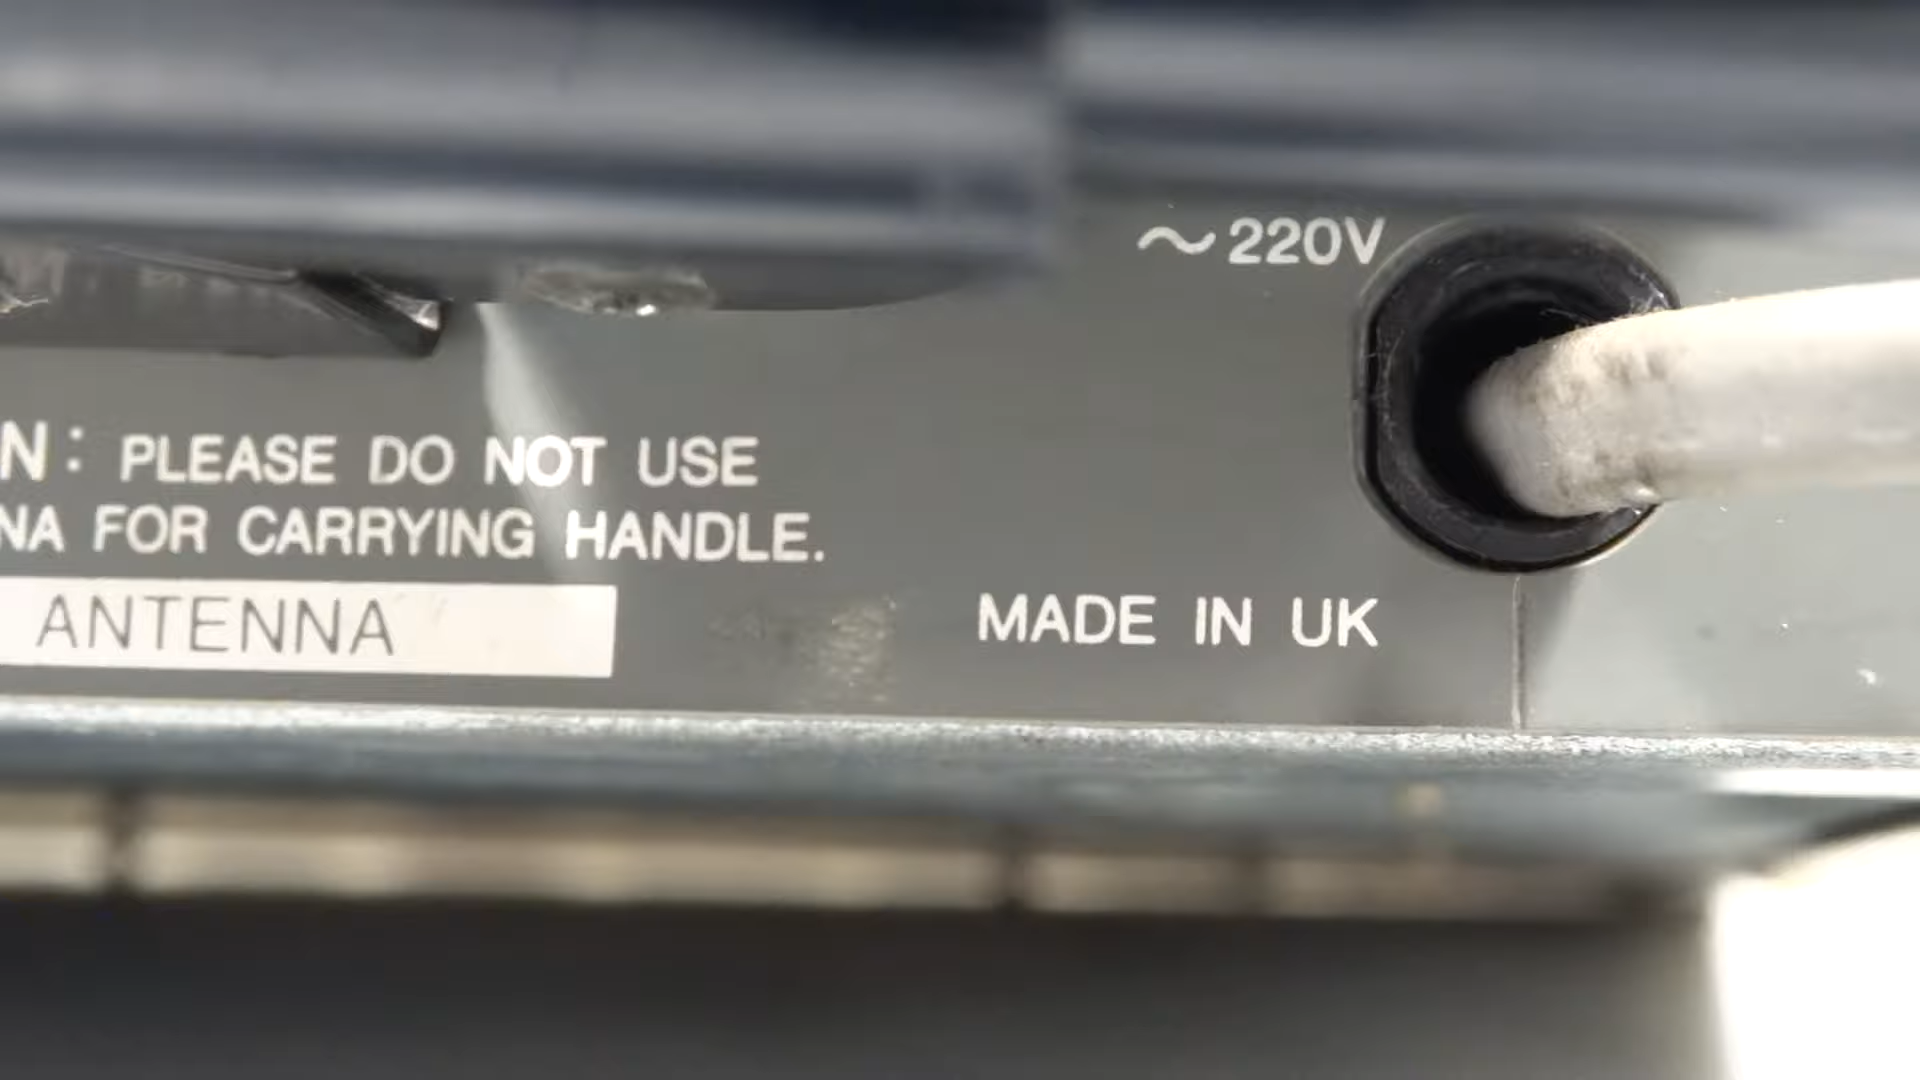 ~220V
N: PLEASE DO NOT USE
NA FOR CARRYING HANDLE.
ANTENNA
MADE IN UK